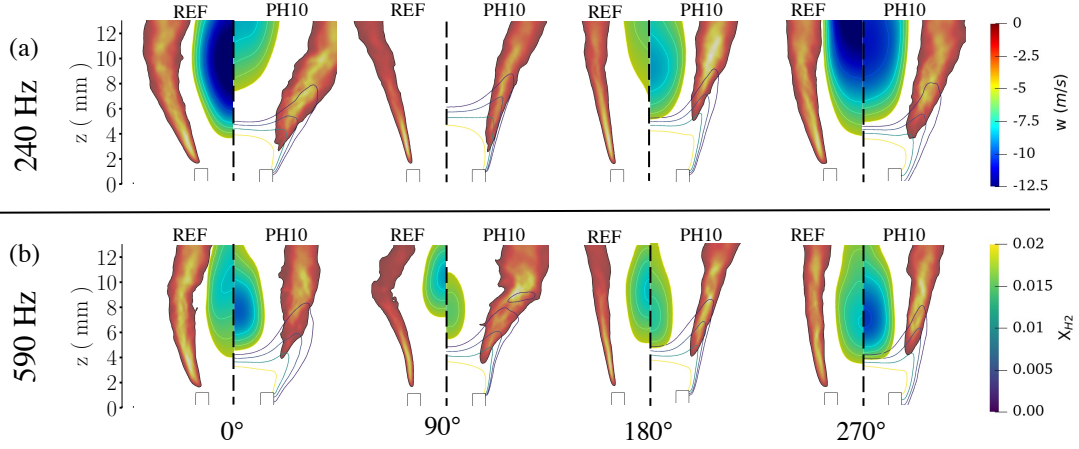 REF PH10 REF PH10 REF PH10 REF PH10
(a)
240 Hz
z ( mm )
12
10
8
6
4
2
0
0
−2.5
−5
−7.5
−10
-12.5
w (m/s)
REF PH10 REF PH10 REF PH10 REF PH10
(b)
590 Hz
z ( mm )
12
10
8
6
4
2
0
0.02
0.015
0.01
0.005
0.00
X_H2
0° 90° 180° 270°